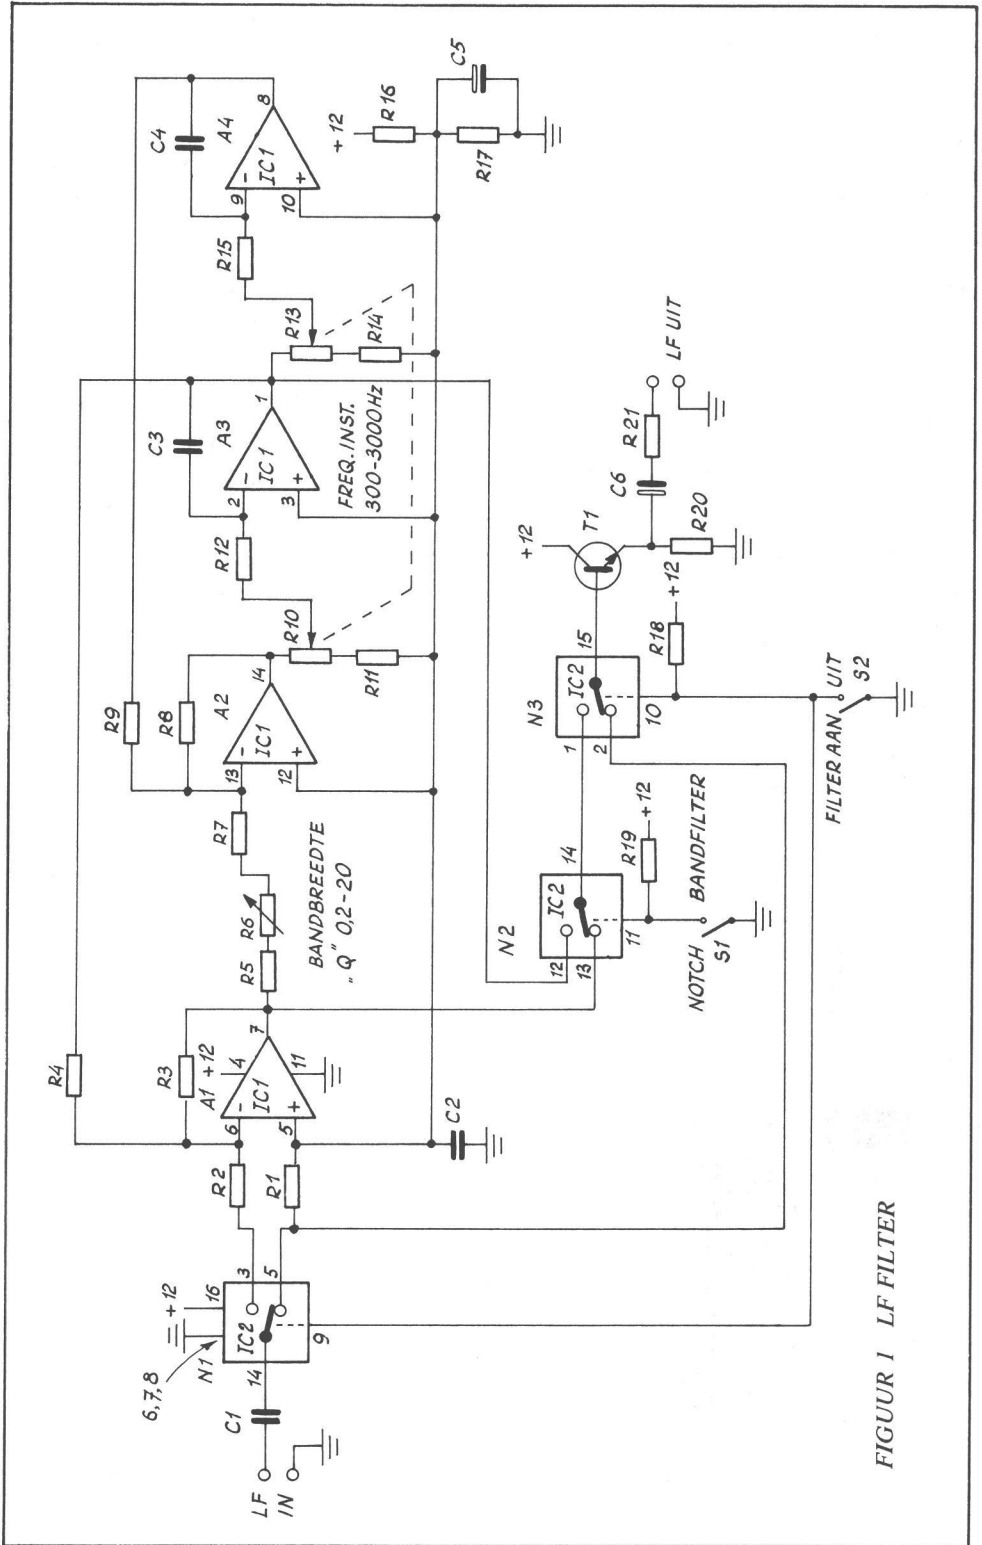 FIGUUR 1 LF FILTER
LF
IN
C1
6,7,8
N1
+12
14
16
IC2
3
5
9
R2
R1
R4
R3
A1
+12
6
5
4
11
7
IC1
C2
R5
R6
R7
BANDBREEDTE
„Q” 0,2-20
R9
R8
A2
13
12
14
IC1
R10
R11
R12
C3
A3
2
3
1
IC1
FREQ. INST.
300-3000Hz
R13
R14
R15
C4
A4
9
10
8
IC1
+12
R16
R17
C5
N2
12
13
IC2
14
11
R19
+12
NOTCH
BANDFILTER
S1
N3
1
2
IC2
15
10
R18
+12
FILTER AAN
UIT
S2
+12
T1
R20
C6
R21
LF UIT